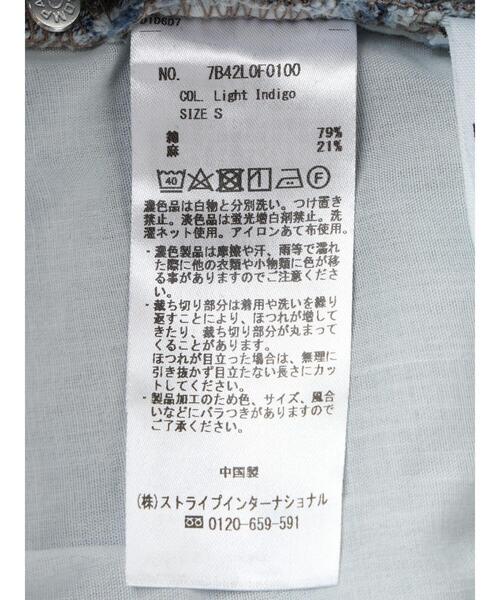 010607
NO. 7B42L0F0100
COL. Light Indigo
SIZE S
綿 79%
麻 21%
40 F
濃色品は白物と分別洗い。つけ置き
禁止。淡色品は蛍光増白剤禁止。洗
濯ネット使用。アイロンあて布使用。
・濃色製品は摩擦や汗、雨等で濡れ
た際に他の衣類や小物類に色が移
る事がありますのでご注意くださ
い。
・裁ち切り部分は着用や洗いを繰り
返すことにより、ほつれが増して
きたり、裁ち切り部分が丸まって
くることがあります。
ほつれが目立った場合は、無理に
引き抜かず目立たない長さにカッ
トしてください。
・製品加工のため色、サイズ、風合
いなどにバラつきがありますので
ご了承ください。
中国製
(株)ストライプインターナショナル
0120-659-591